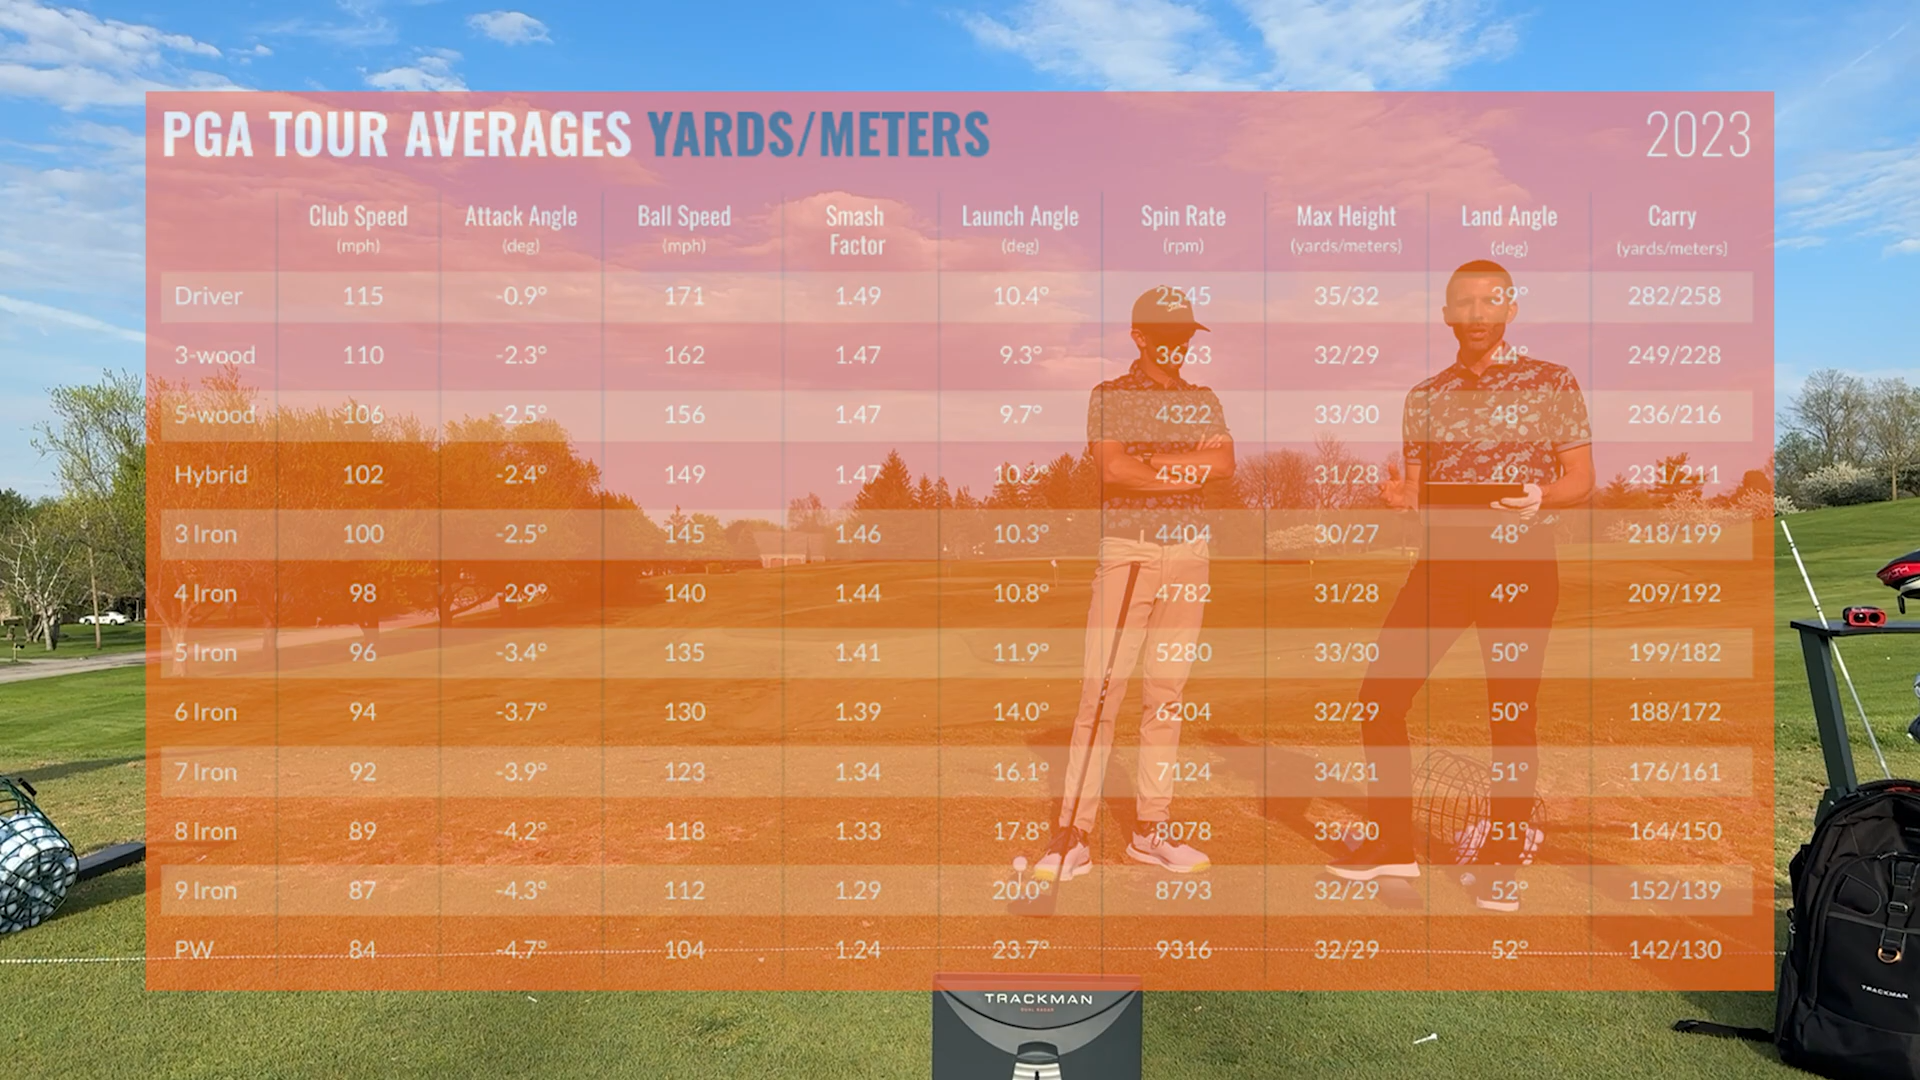 PGA TOUR AVERAGES YARDS/METERS 2023
Club Speed Attack Angle Ball Speed Smash Launch Angle Spin Rate Max Height Land Angle Carry
(mph) (deg) (mph) Factor (deg) (rpm) (yards/meters) (deg) (yards/meters)
Driver 115 -0.9° 171 1.49 10.4° 2545 35/32 39° 282/258
3-wood 110 -2.3° 162 1.47 9.3° 3663 32/29 44° 249/228
5-wood 106 -2.5° 156 1.47 9.7° 4322 33/30 48° 236/216
Hybrid 102 -2.4° 149 1.47 10.2° 4587 31/28 49° 231/211
3 Iron 100 -2.5° 145 1.46 10.3° 4404 30/27 48° 218/199
4 Iron 98 -2.9° 140 1.44 10.8° 4782 31/28 49° 209/192
5 Iron 96 -3.4° 135 1.41 11.9° 5280 33/30 50° 199/182
6 Iron 94 -3.7° 130 1.39 14.0° 6204 32/29 50° 188/172
7 Iron 92 -3.9° 123 1.34 16.1° 7124 34/31 51° 176/161
8 Iron 89 -4.2° 118 1.33 17.8° 8078 33/30 51° 164/150
9 Iron 87 -4.3° 112 1.29 20.0° 8793 32/29 52° 152/139
PW 84 -4.7° 104 1.24 23.7° 9316 32/29 52° 142/130
TRACKMAN
DUAL RADAR
TRACKMAN